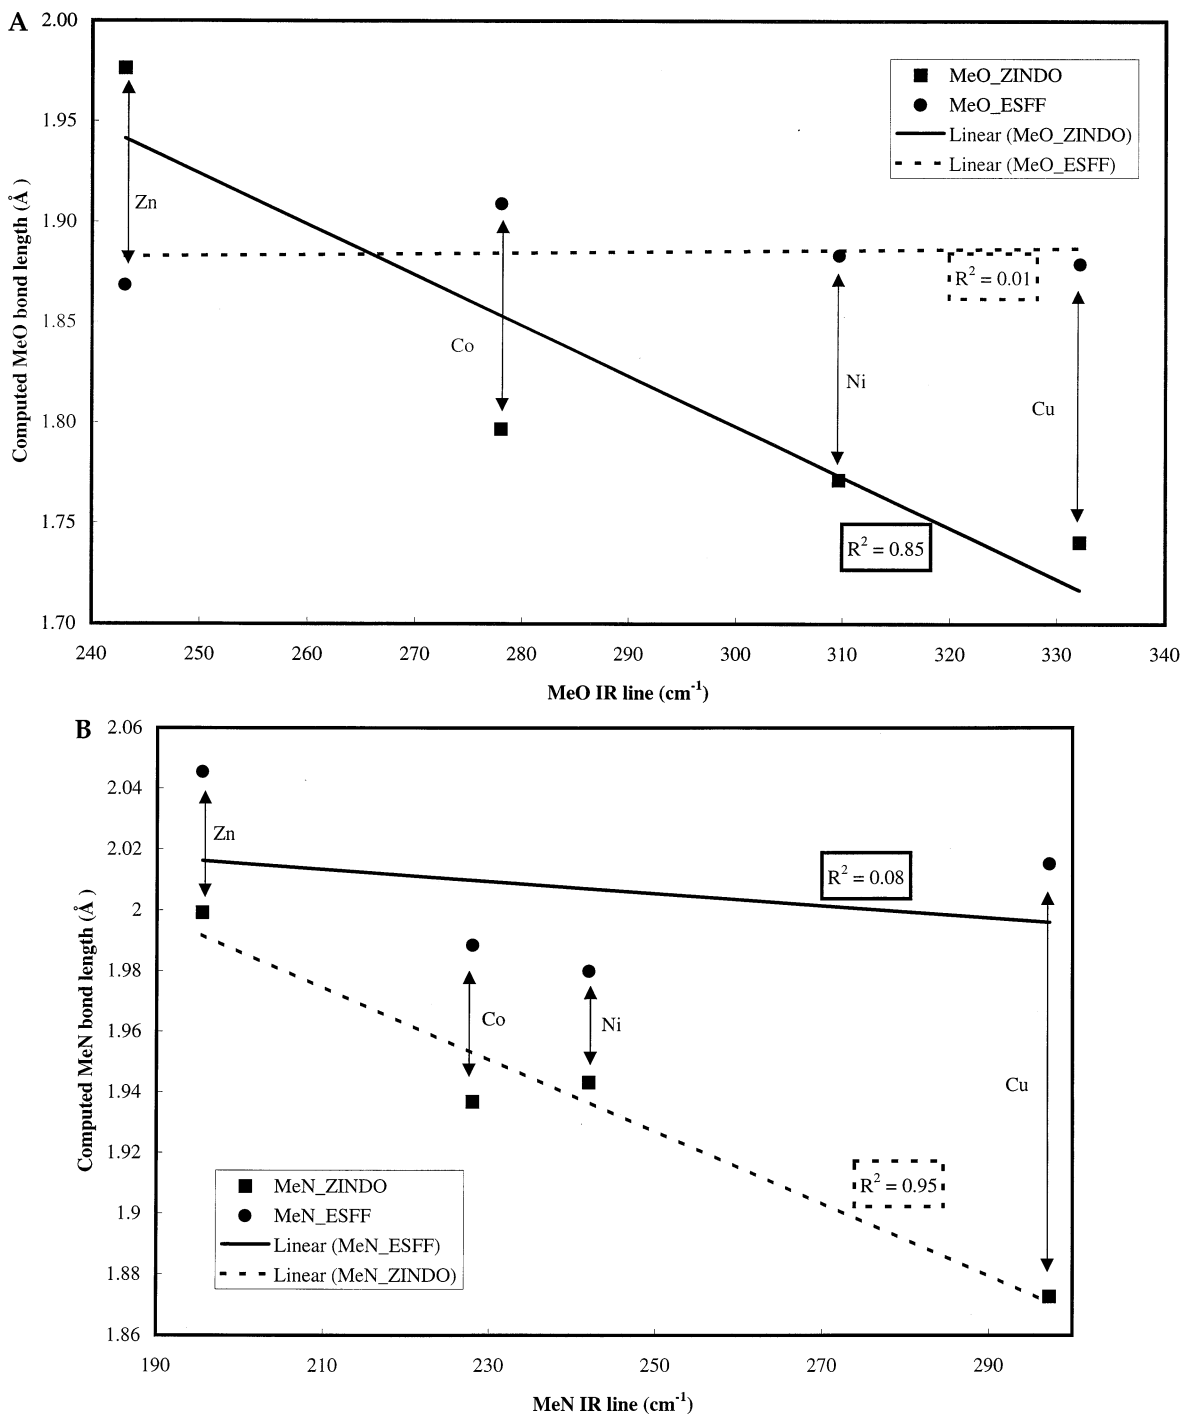 A
2.00
1.95
1.90
1.85
1.80
1.75
1.70
Computed MeO bond length (Å )
MeO_ZINDO
MeO_ESFF
Linear (MeO_ZINDO)
Linear (MeO_ESFF)
Zn
Co
Ni
Cu
R² = 0.01
R² = 0.85
240 250 260 270 280 290 300 310 320 330 340
MeO IR line (cm⁻¹)
B
2.06
2.04
2.02
2
1.98
1.96
1.94
1.92
1.9
1.88
1.86
Computed MeN bond length (Å )
Zn
Co
Ni
Cu
R² = 0.08
R² = 0.95
MeN_ZINDO
MeN_ESFF
Linear (MeN_ESFF)
Linear (MeN_ZINDO)
190 210 230 250 270 290
MeN IR line (cm⁻¹)